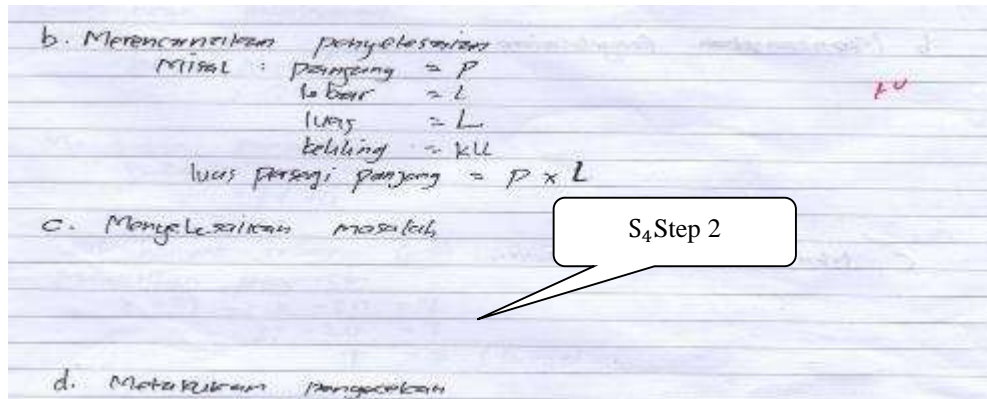 b. Merencanakan penyelesaian
Misal : panjang = P
lebar = l
luas = L
keliling = kll
luas persegi panjang = P x L
c. Menyelesaikan masalah
S₄Step 2
d. Melakukan pengecekan